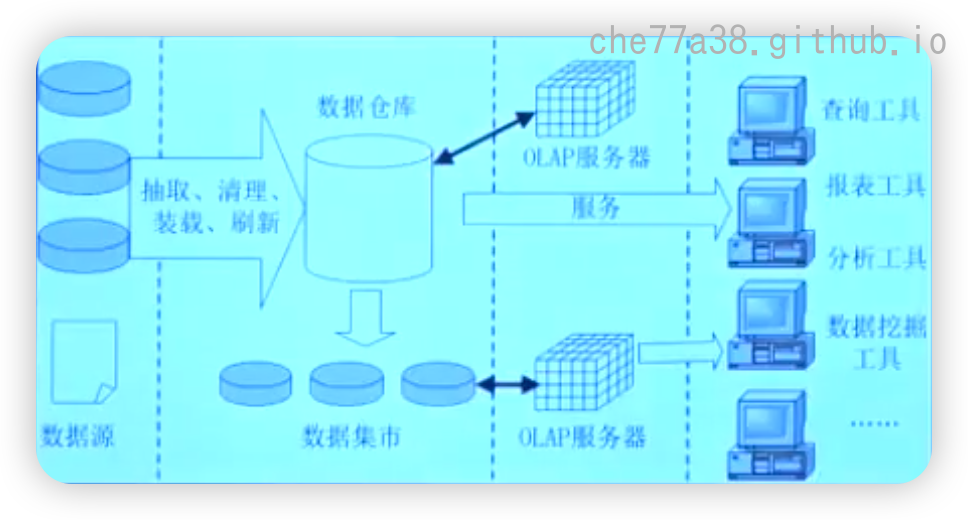 che77a38.github.io
数据仓库
查询工具
OLAP服务器
抽取、清理、
装载、刷新
服务
报表工具
分析工具
数据挖掘
工具
数据源
数据集市
OLAP服务器
......